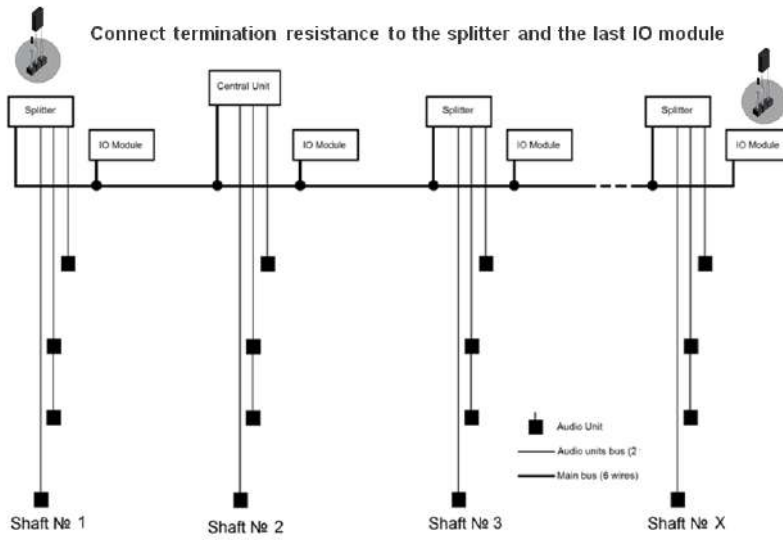 Connect termination resistance to the splitter and the last IO module
Splitter
Central Unit
Splitter
Splitter
IO Module
IO Module
IO Module
IO Module
Audio Unit
Audio units bus (2
Main bus (6 wires)
Shaft № 1
Shaft № 2
Shaft № 3
Shaft № X